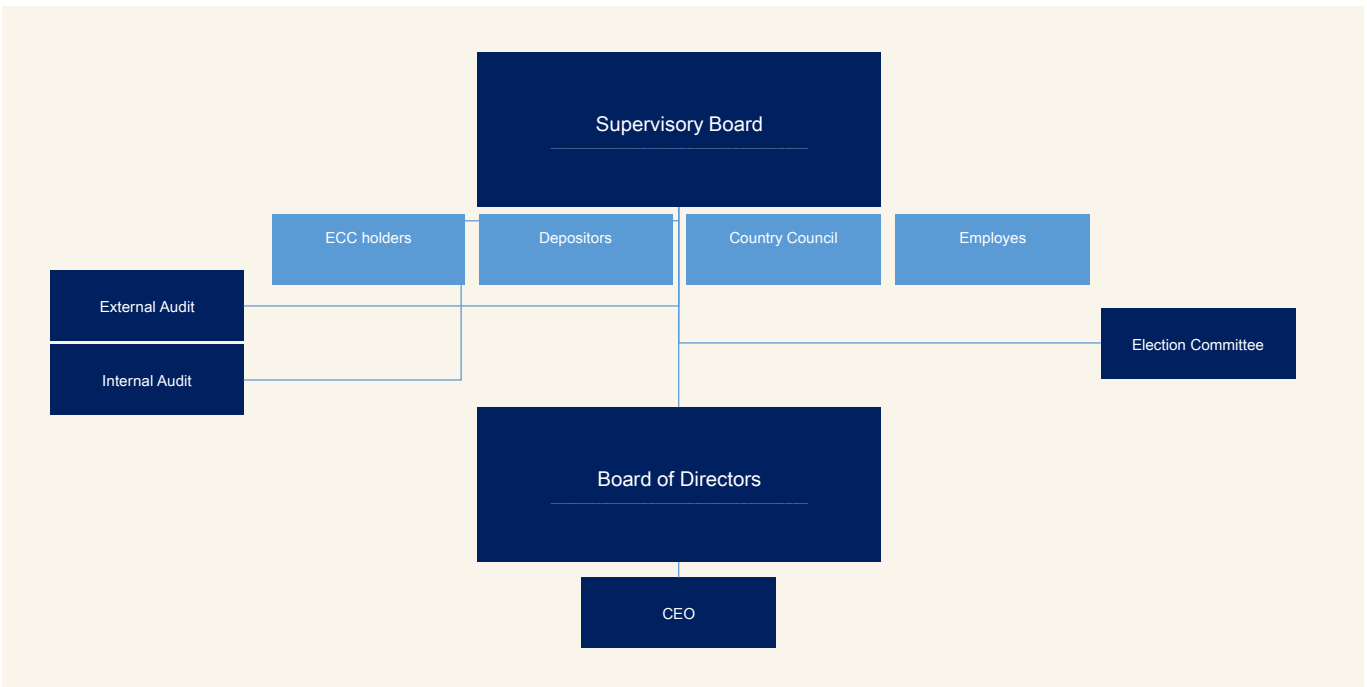 Supervisory Board
ECC holders
Depositors
Country Council
Employes
External Audit
Election Committee
Internal Audit
Board of Directors
CEO